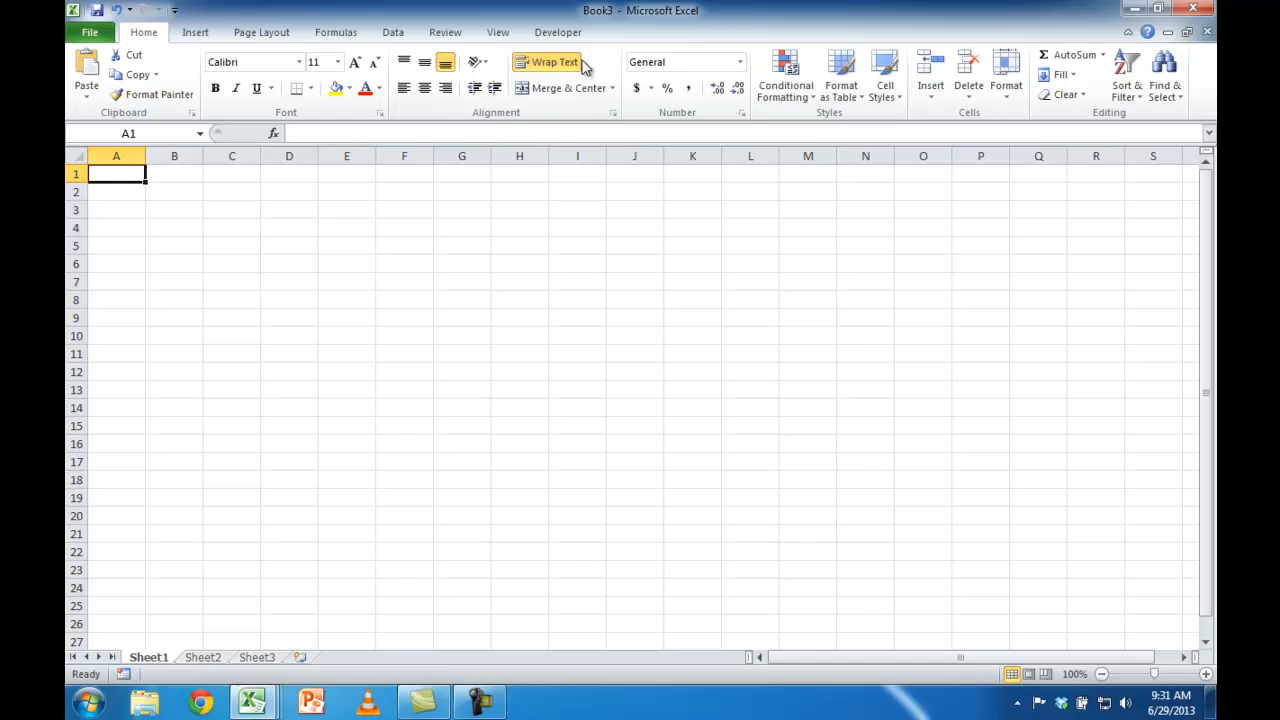 Book3 - Microsoft Excel
File Home Insert Page Layout Formulas Data Review View Developer
Paste
Cut
Copy
Format Painter
Clipboard
Calibri 11
B I U
Font
Wrap Text
Merge & Center
Alignment
General
$ % ,
Number
Conditional Formatting
Format as Table
Cell Styles
Styles
Insert Delete Format
Cells
AutoSum
Fill
Clear
Sort & Filter
Find & Select
Editing
A1 fx
A B C D E F G H I J K L M N O P Q R S
1
2
3
4
5
6
7
8
9
10
11
12
13
14
15
16
17
18
19
20
21
22
23
24
25
26
27
Sheet1 Sheet2 Sheet3
Ready 100%
9:31 AM
6/29/2013